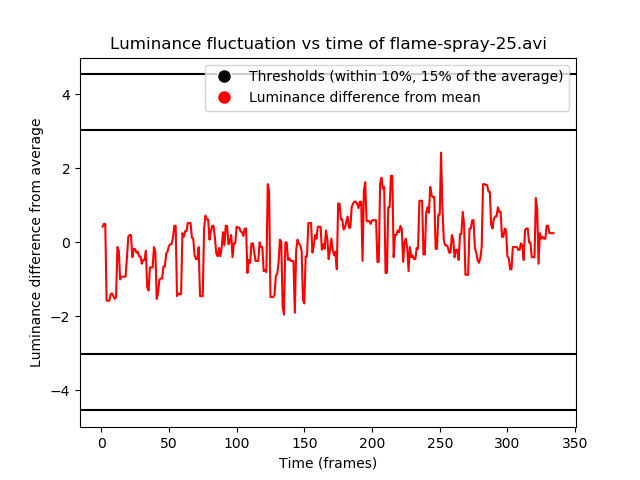 Luminance fluctuation vs time of flame-spray-25.avi
Thresholds (within 10%, 15% of the average)
Luminance difference from mean
Luminance difference from average
4
2
0
−2
−4
0 50 100 150 200 250 300 350
Time (frames)